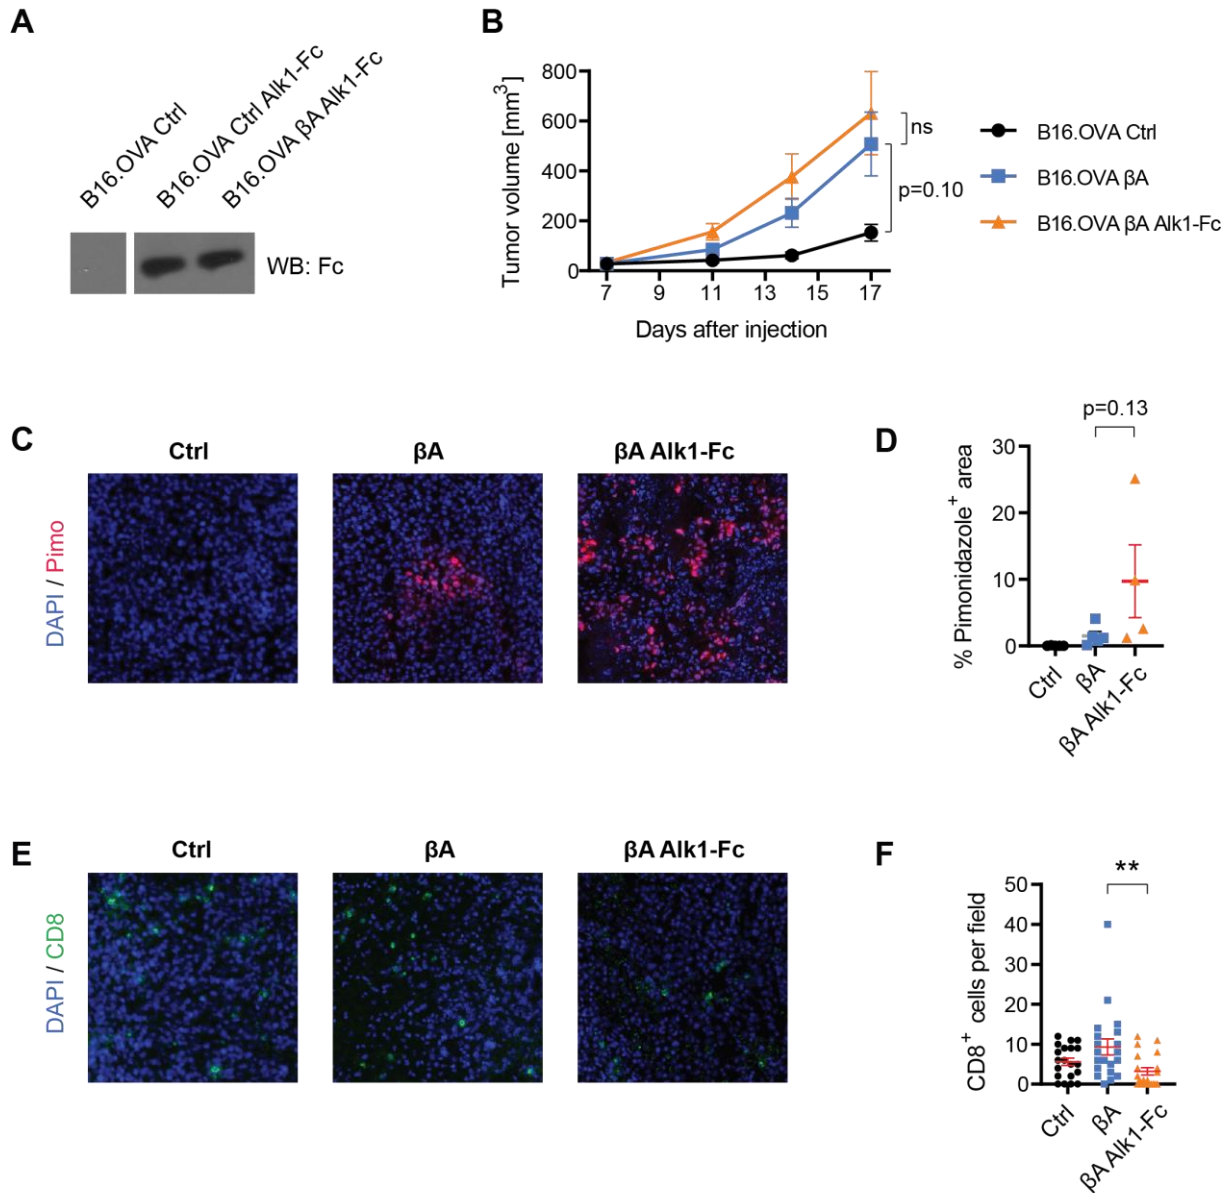 A
B16.OVA Ctrl
B16.OVA Ctrl Alk1-Fc
B16.OVA βA Alk1-Fc
WB: Fc
B
Tumor volume [mm³]
800
600
400
200
0
7 9 11 13 15 17
Days after injection
ns
p=0.10
B16.OVA Ctrl
B16.OVA βA
B16.OVA βA Alk1-Fc
C
Ctrl βA βA Alk1-Fc
DAPI / Pimo
D
p=0.13
% Pimonidazole⁺ area
30
20
10
0
Ctrl
βA
βA Alk1-Fc
E
Ctrl βA βA Alk1-Fc
DAPI / CD8
F
**
CD8⁺ cells per field
50
40
30
20
10
0
Ctrl
βA
βA Alk1-Fc